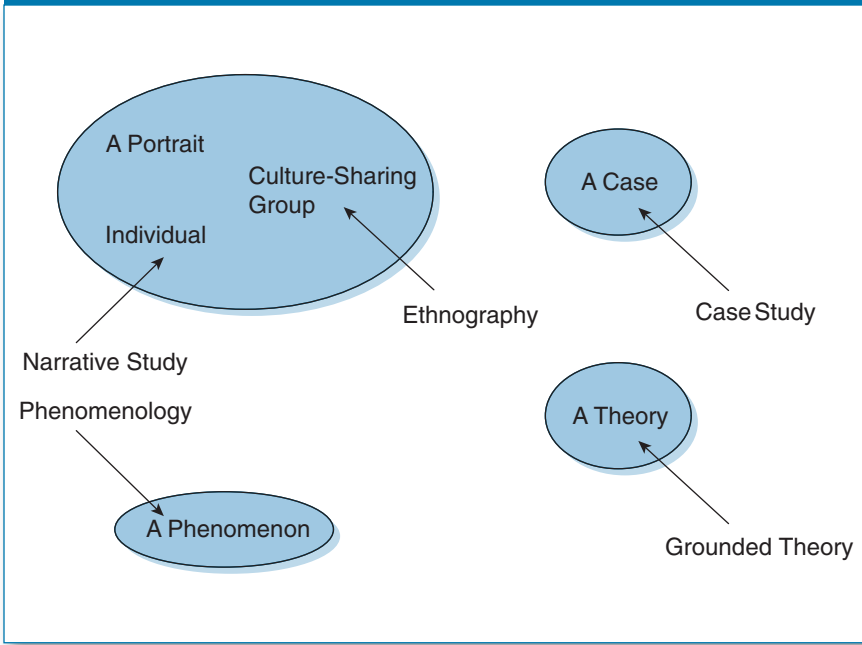 A Portrait
Culture-Sharing
Group
Individual
A Case
Ethnography
Case Study
Narrative Study
Phenomenology
A Theory
A Phenomenon
Grounded Theory